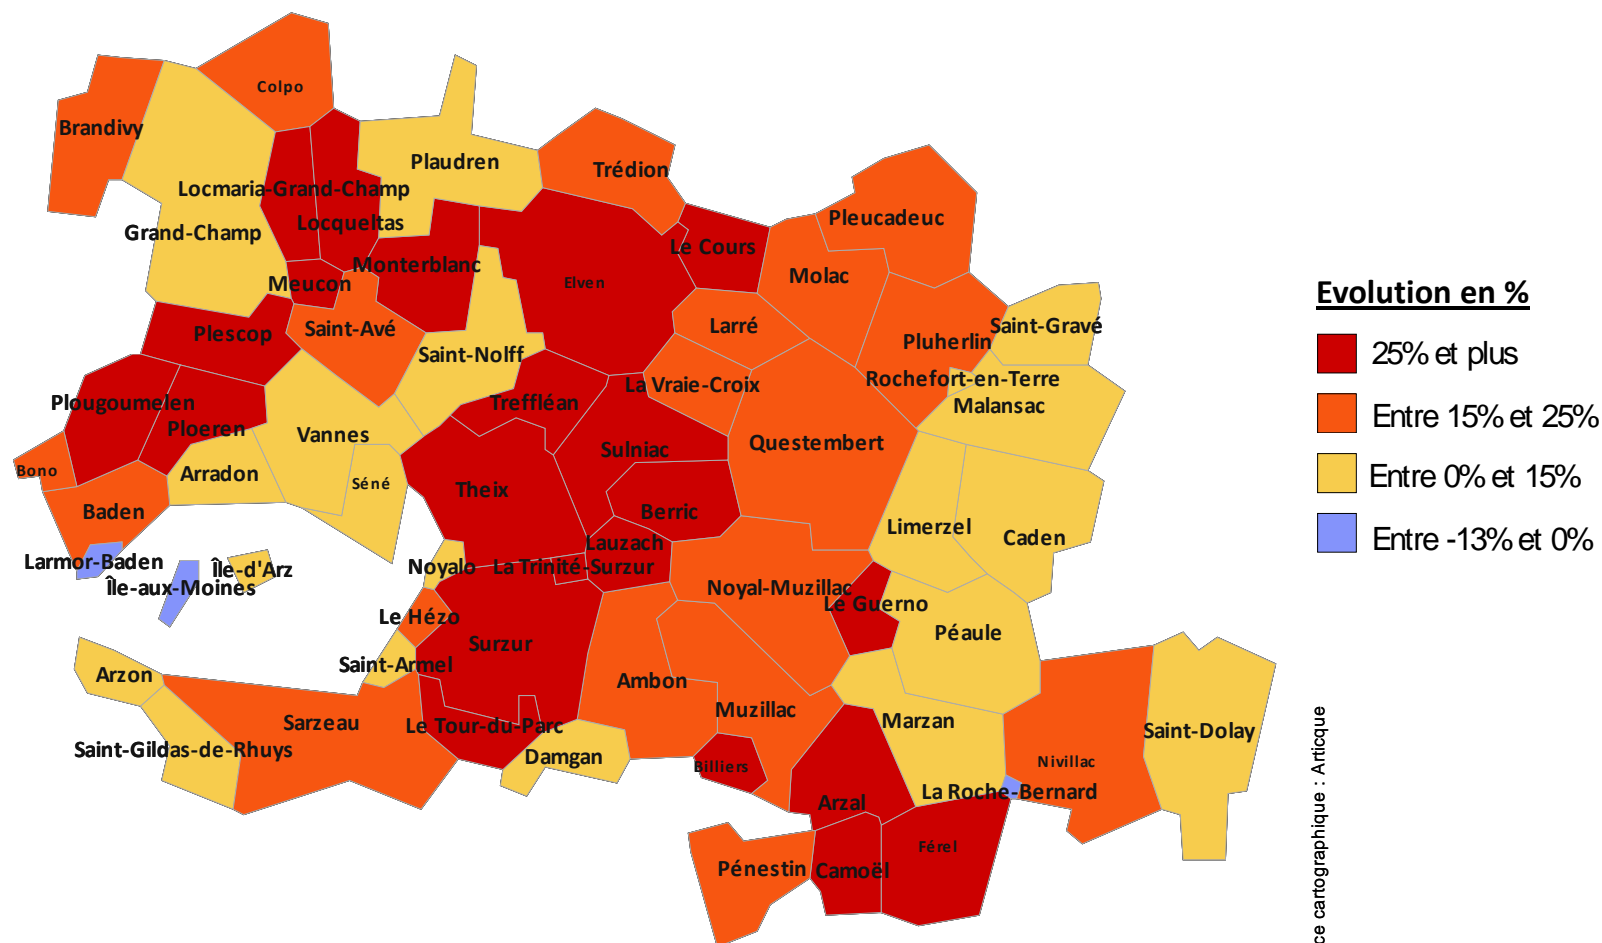 Colpo
Brandivy
Plaudren
Trédion
Locmaria-Grand-Champ
Pleucadeuc
Locqueltas
Grand-Champ
Le Cours
Monterblanc
Molac
Meucon
Elven
Evolution en %
Saint-Avé
Larré
Saint-Gravé
Plescop
Pluherlin
Saint-Nolff
25% et plus
Rochefort-en-Terre
La Vraie-Croix
Plougoumelen
Treffléan
Malansac
Entre 15% et 25%
Ploeren
Vannes
Questembert
Sulniac
Bono
Arradon
Séné
Entre 0% et 15%
Theix
Baden
Berric
Limerzel
Caden
Lauzach
Entre -13% et 0%
Larmor-Baden
Île-d'Arz
Noyalo
La Trinité-Surzur
Île-aux-Moines
Noyal-Muzillac
Le Guerno
Le Hézo
Péaule
Surzur
Saint-Armel
Arzon
Ambon
Muzillac
Sarzeau
Le Tour-du-Parc
Marzan
Saint-Dolay
Saint-Gildas-de-Rhuys
Damgan
Billiers
Nivillac
La Roche-Bernard
Arzal
Férel
Pénestin
Camoël
ce cartographique : Articque